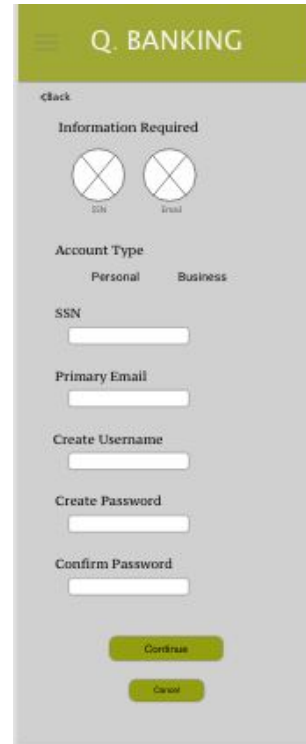 Q. BANKING
<Back
Information Required
SSN Email
Account Type
Personal Business
SSN
Primary Email
Create Username
Create Password
Confirm Password
Continue
Cancel